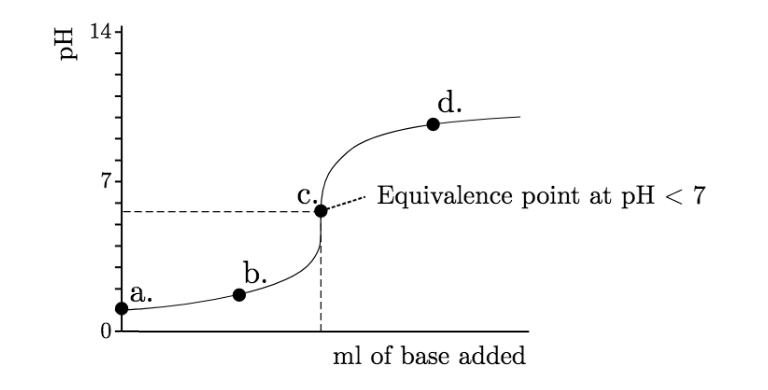 14
pH
d.
7
c.
Equivalence point at pH < 7
b.
a.
0
ml of base added